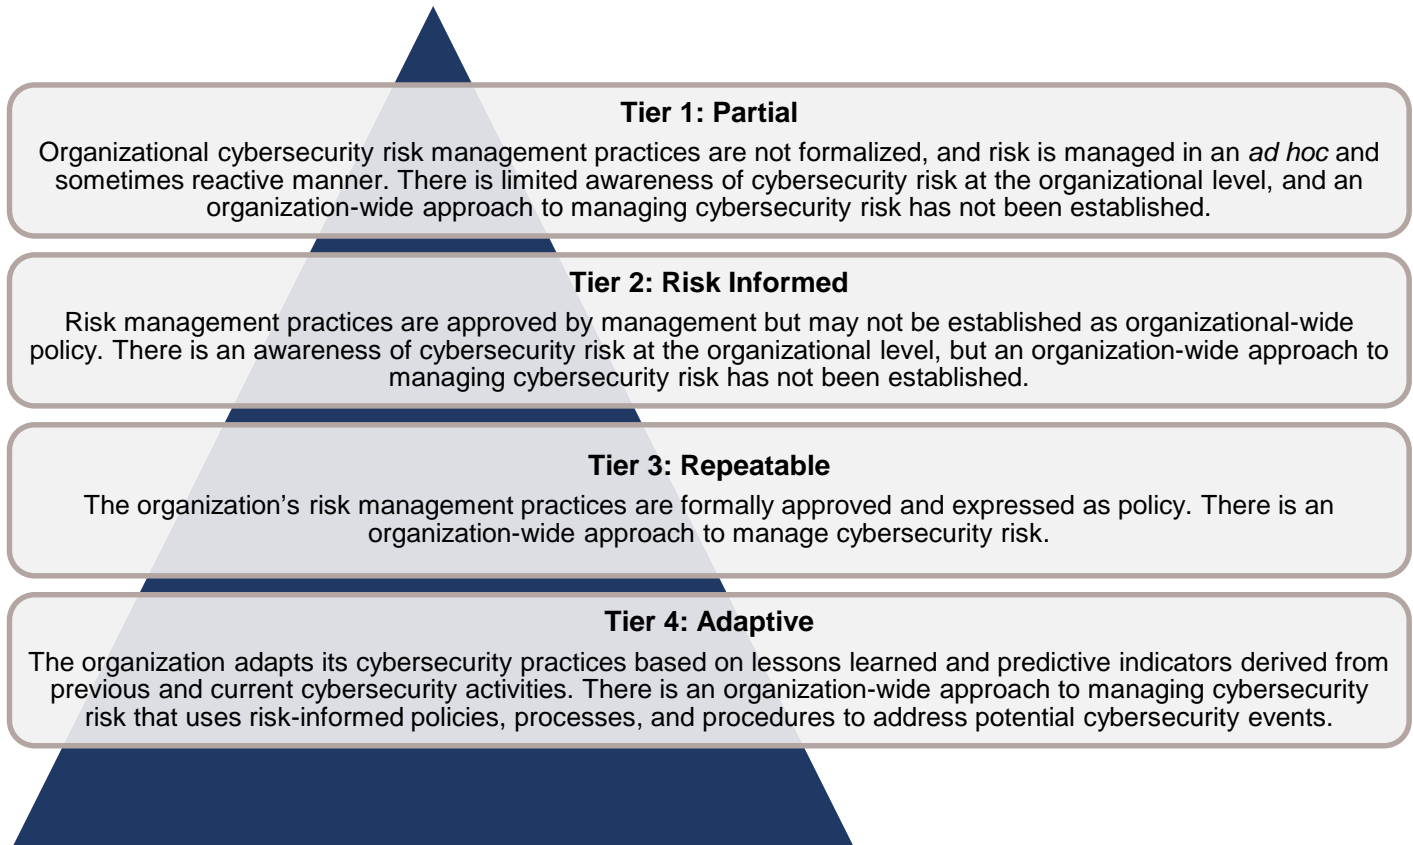 Tier 1: Partial
Organizational cybersecurity risk management practices are not formalized, and risk is managed in an ad hoc and
sometimes reactive manner. There is limited awareness of cybersecurity risk at the organizational level, and an
organization-wide approach to managing cybersecurity risk has not been established.
Tier 2: Risk Informed
Risk management practices are approved by management but may not be established as organizational-wide
policy. There is an awareness of cybersecurity risk at the organizational level, but an organization-wide approach to
managing cybersecurity risk has not been established.
Tier 3: Repeatable
The organization’s risk management practices are formally approved and expressed as policy. There is an
organization-wide approach to manage cybersecurity risk.
Tier 4: Adaptive
The organization adapts its cybersecurity practices based on lessons learned and predictive indicators derived from
previous and current cybersecurity activities. There is an organization-wide approach to managing cybersecurity
risk that uses risk-informed policies, processes, and procedures to address potential cybersecurity events.